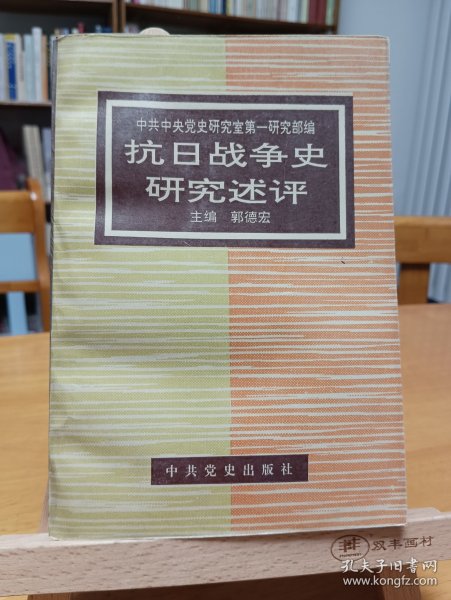 中共中央党史研究室第一研究部编
抗日战争史
研究述评
主编 郭德宏
中共党史出版社
双丰画材
孔夫子旧书网
www.kongfz.com